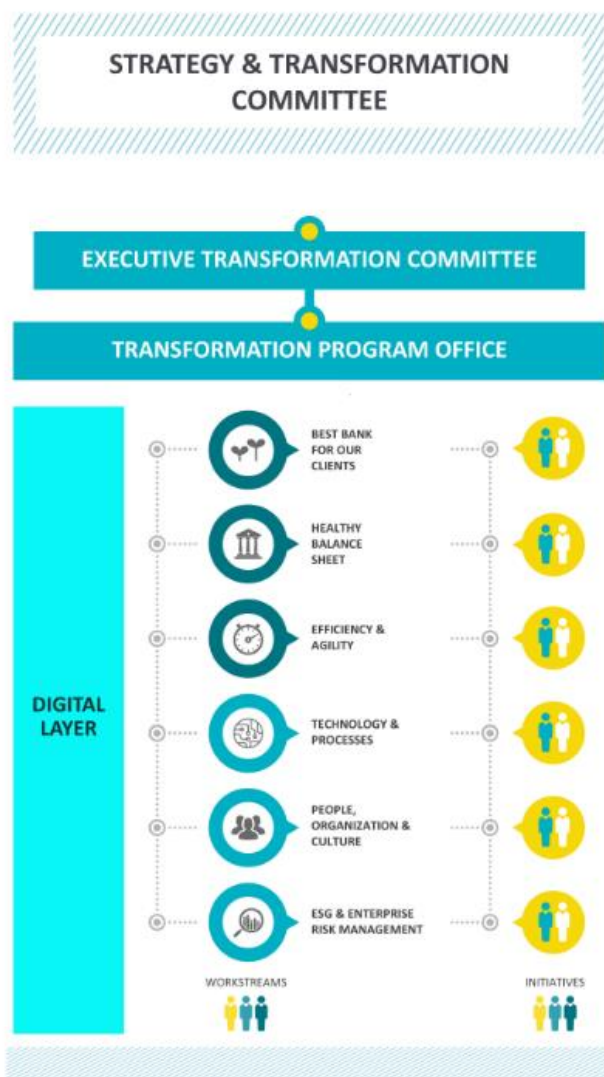 STRATEGY & TRANSFORMATION
COMMITTEE
EXECUTIVE TRANSFORMATION COMMITTEE
TRANSFORMATION PROGRAM OFFICE
DIGITAL
LAYER
BEST BANK
FOR OUR
CLIENTS
HEALTHY
BALANCE
SHEET
EFFICIENCY &
AGILITY
TECHNOLOGY &
PROCESSES
PEOPLE,
ORGANIZATION &
CULTURE
ESG & ENTERPRISE
RISK MANAGEMENT
WORKSTREAMS
INITIATIVES